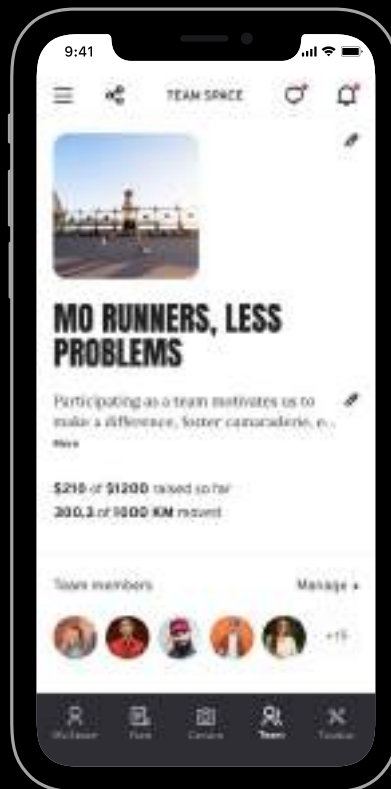 9:41
TEAM SPACE
MO RUNNERS, LESS
PROBLEMS
Participating as a team motivates us to
make a difference, foster camaraderie, e...
More
$210 of $1200 raised so far
300.2 of 1000 KM moved
Team members
Manage
+15
Team